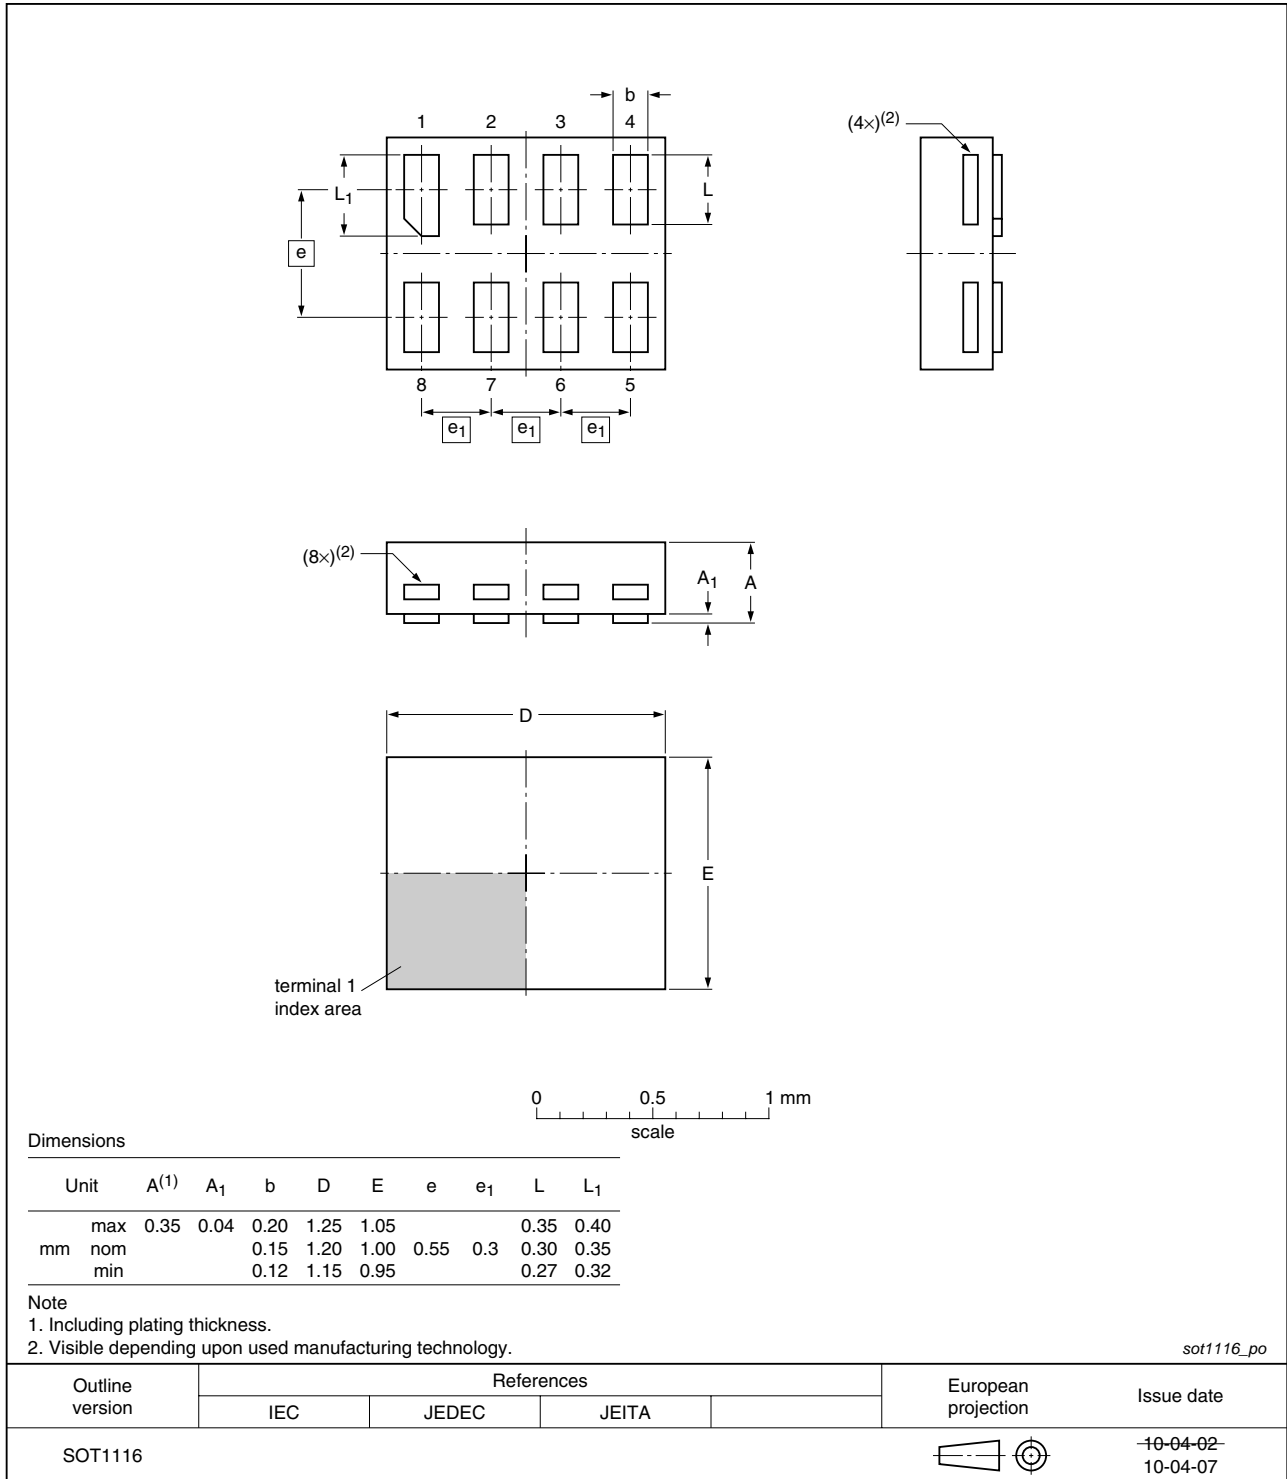 b
1 2 3 4
(4×)(2)
L1
L
e
8 7 6 5
e1 e1 e1
(8×)(2)
A1 A
D
E
terminal 1
index area
0 0.5 1 mm
scale
Dimensions
Unit A(1) A1 b D E e e1 L L1
max 0.35 0.04 0.20 1.25 1.05 0.35 0.40
mm nom 0.15 1.20 1.00 0.55 0.3 0.30 0.35
min 0.12 1.15 0.95 0.27 0.32
Note
1. Including plating thickness.
2. Visible depending upon used manufacturing technology.
sot1116_po
Outline
version
References
IEC JEDEC JEITA
European
projection
Issue date
SOT1116
10-04-02
10-04-07